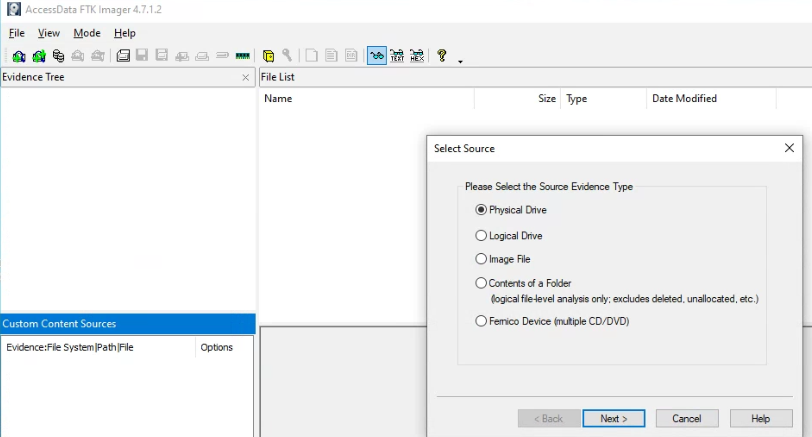 AccessData FTK Imager 4.7.1.2
File View Mode Help
TEXT HEX
Evidence Tree
File List
Name Size Type Date Modified
Select Source
Please Select the Source Evidence Type
Physical Drive
Logical Drive
Image File
Contents of a Folder
(logical file-level analysis only; excludes deleted, unallocated, etc.)
Fernico Device (multiple CD/DVD)
Custom Content Sources
Evidence:File System|Path|File Options
< Back Next > Cancel Help